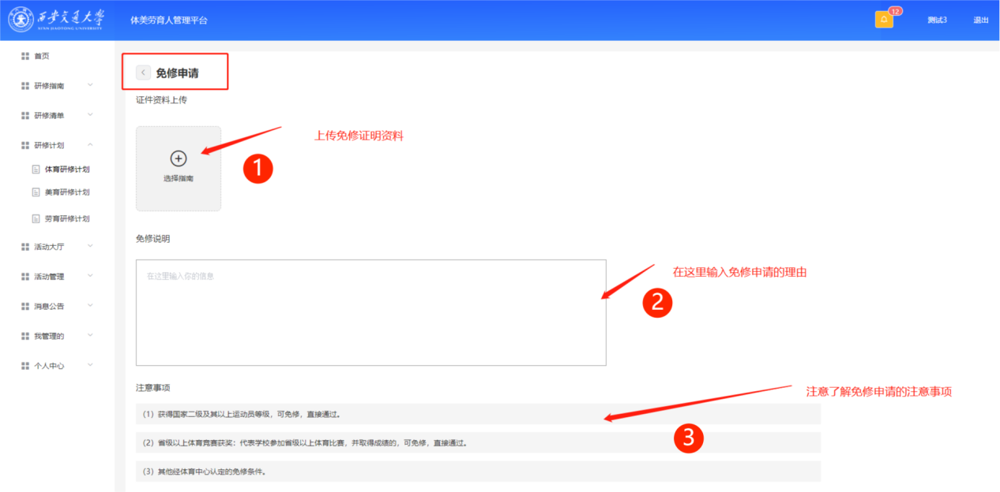 西安交通大学
XI'AN JIAOTONG UNIVERSITY
体美劳育人管理平台
12
测试3
退出
首页
研修指南
研修清单
研修计划
体育研修计划
美育研修计划
劳育研修计划
活动大厅
活动管理
消息公告
我管理的
个人中心
免修申请
证件资料上传
选择指南
上传免修证明资料
1
免修说明
在这里输入你的信息
在这里输入免修申请的理由
2
注意事项
注意了解免修申请的注意事项
(1) 获得国家二级及其以上运动员等级，可免修，直接通过。
(2) 省级以上体育竞赛获奖：代表学校参加省级以上体育比赛，并取得成绩的，可免修，直接通过。
3
(3) 其他经体育中心认定的免修条件。